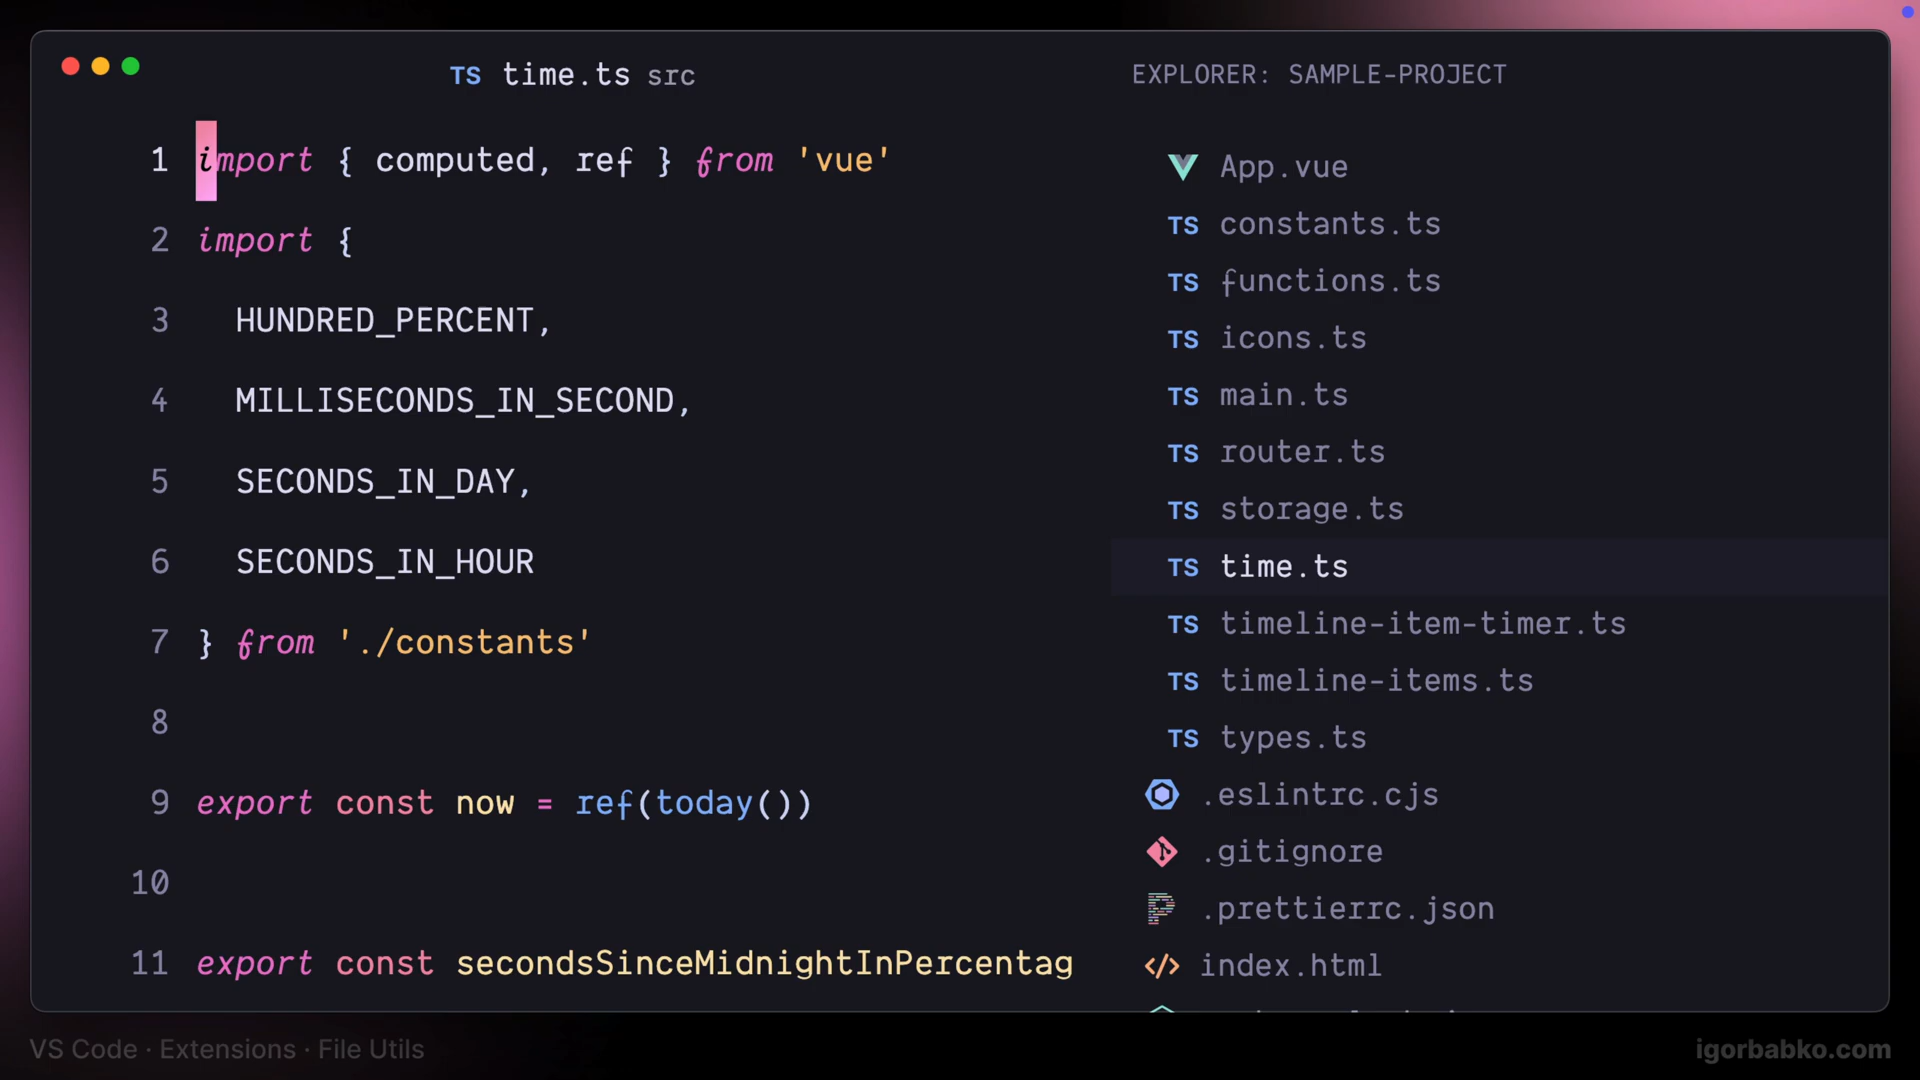 TS time.ts src
1 import { computed, ref } from 'vue'
2 import {
3 HUNDRED_PERCENT,
4 MILLISECONDS_IN_SECOND,
5 SECONDS_IN_DAY,
6 SECONDS_IN_HOUR
7 } from './constants'
8
9 export const now = ref(today())
10
11 export const secondsSinceMidnightInPercentag
EXPLORER: SAMPLE-PROJECT
App.vue
TS constants.ts
TS functions.ts
TS icons.ts
TS main.ts
TS router.ts
TS storage.ts
TS time.ts
TS timeline-item-timer.ts
TS timeline-items.ts
TS types.ts
.eslintrc.cjs
.gitignore
.prettierrc.json
</> index.html
VS Code · Extensions · File Utils
igorbabko.com